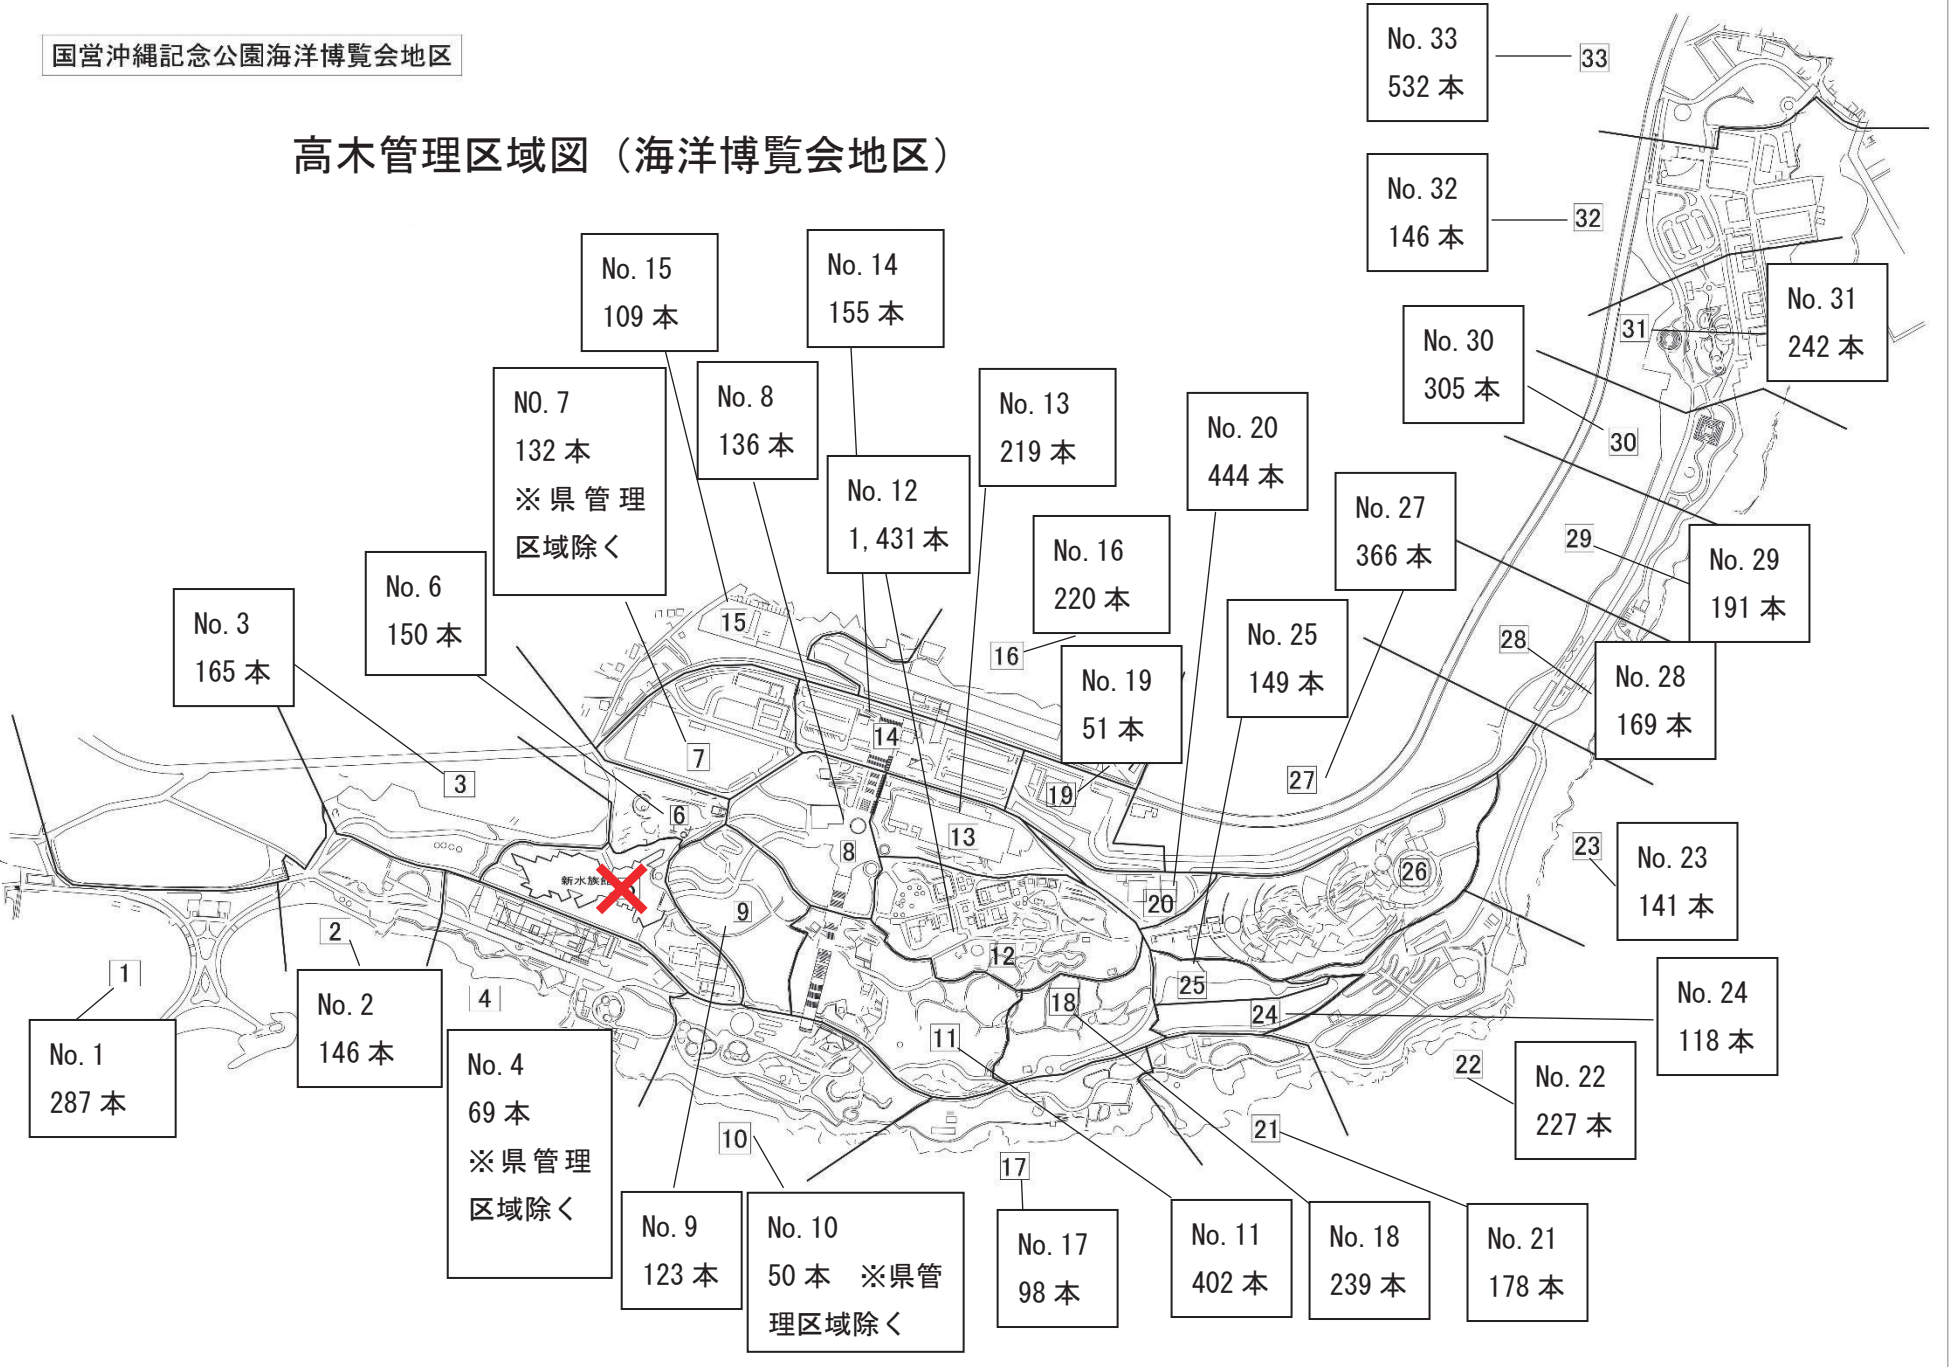 国営沖縄記念公園海洋博覧会地区
高木管理区域図（海洋博覧会地区）
No. 33
532 本
33
No. 32
146 本
32
No. 15
109 本
No. 14
155 本
No. 31
242 本
31
No. 30
305 本
30
NO. 7
132 本
※県管理
区域除く
No. 8
136 本
No. 13
219 本
No. 20
444 本
No. 12
1,431 本
No. 27
366 本
No. 16
220 本
29
No. 29
191 本
No. 6
150 本
No. 3
165 本
15
16
No. 25
149 本
28
No. 28
169 本
No. 19
51 本
14
7
3
19
27
6
13
8
23
No. 23
141 本
26
新水族館
9
20
2
12
1
4
25
18
24
No. 24
118 本
No. 2
146 本
No. 1
287 本
No. 4
69 本
※県管理
区域除く
11
22
No. 22
227 本
10
21
17
No. 9
123 本
No. 10
50 本　※県管
理区域除く
No. 17
98 本
No. 11
402 本
No. 18
239 本
No. 21
178 本